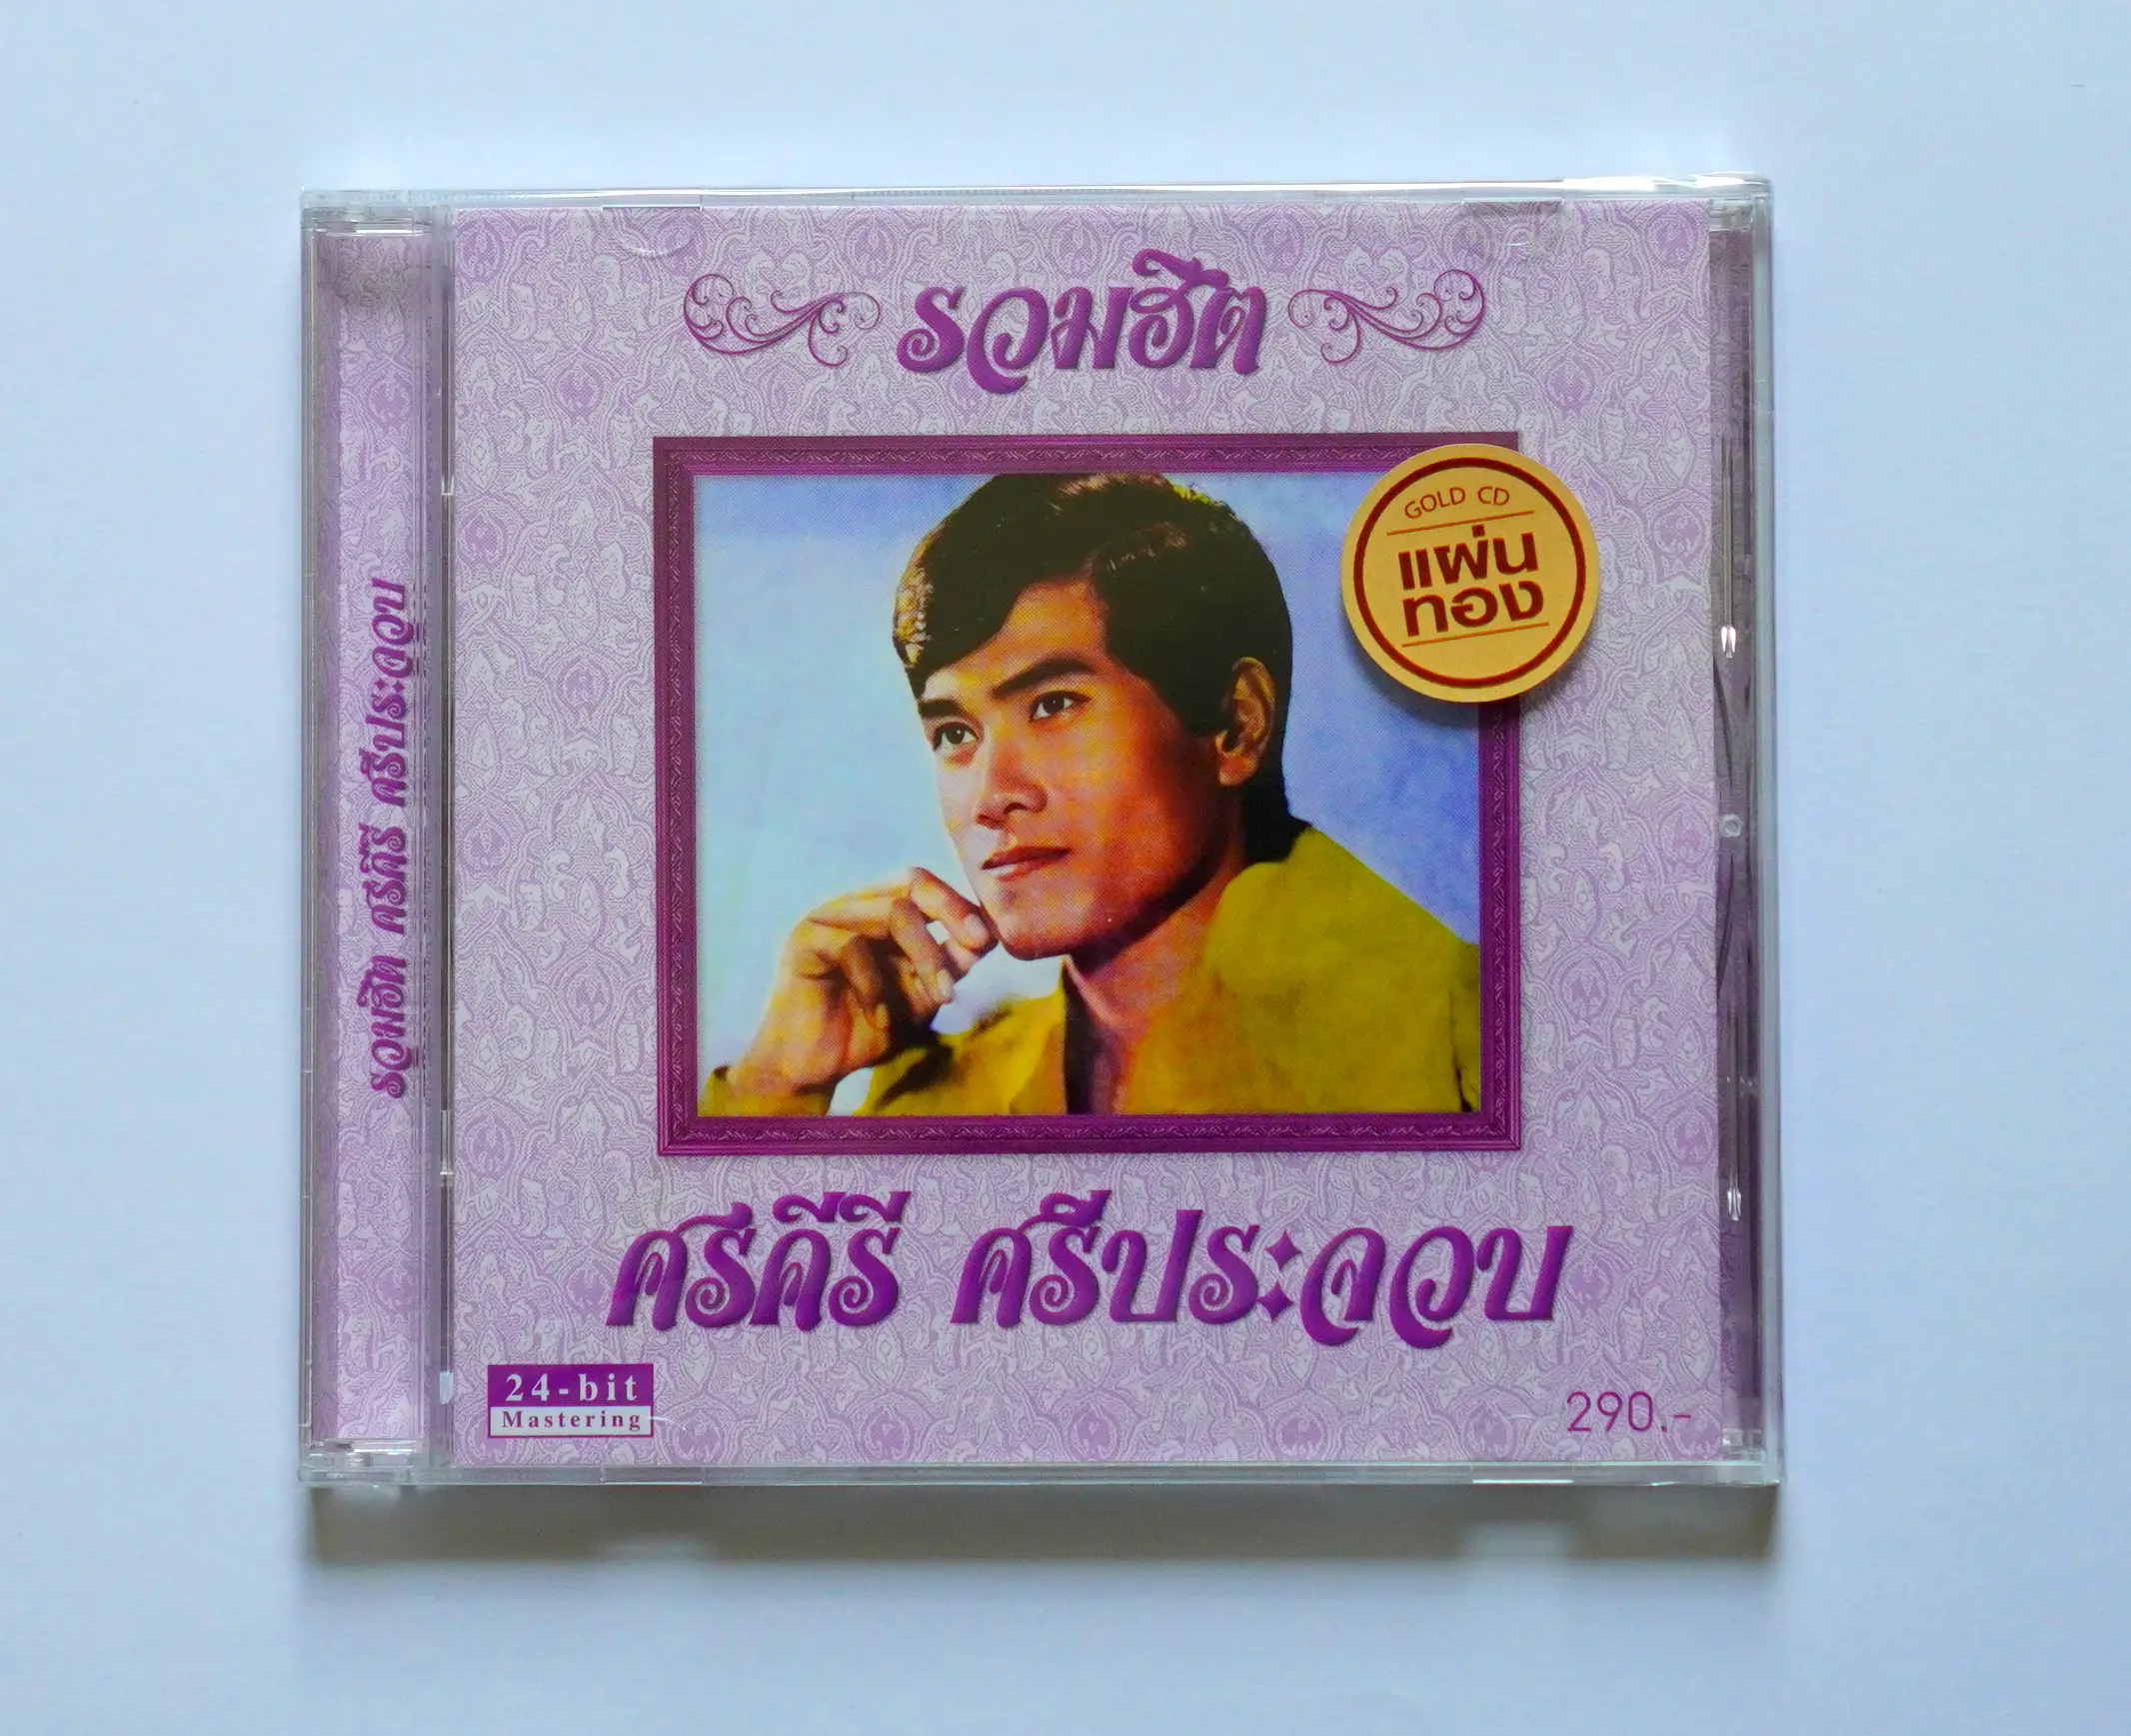 รวมฮิต
GOLD CD
แผ่น
ทอง
ศรคีรี ศรีประจวบ
24-bit
Mastering
290.-
รวมฮิต ศรคีรี ศรีประจวบ